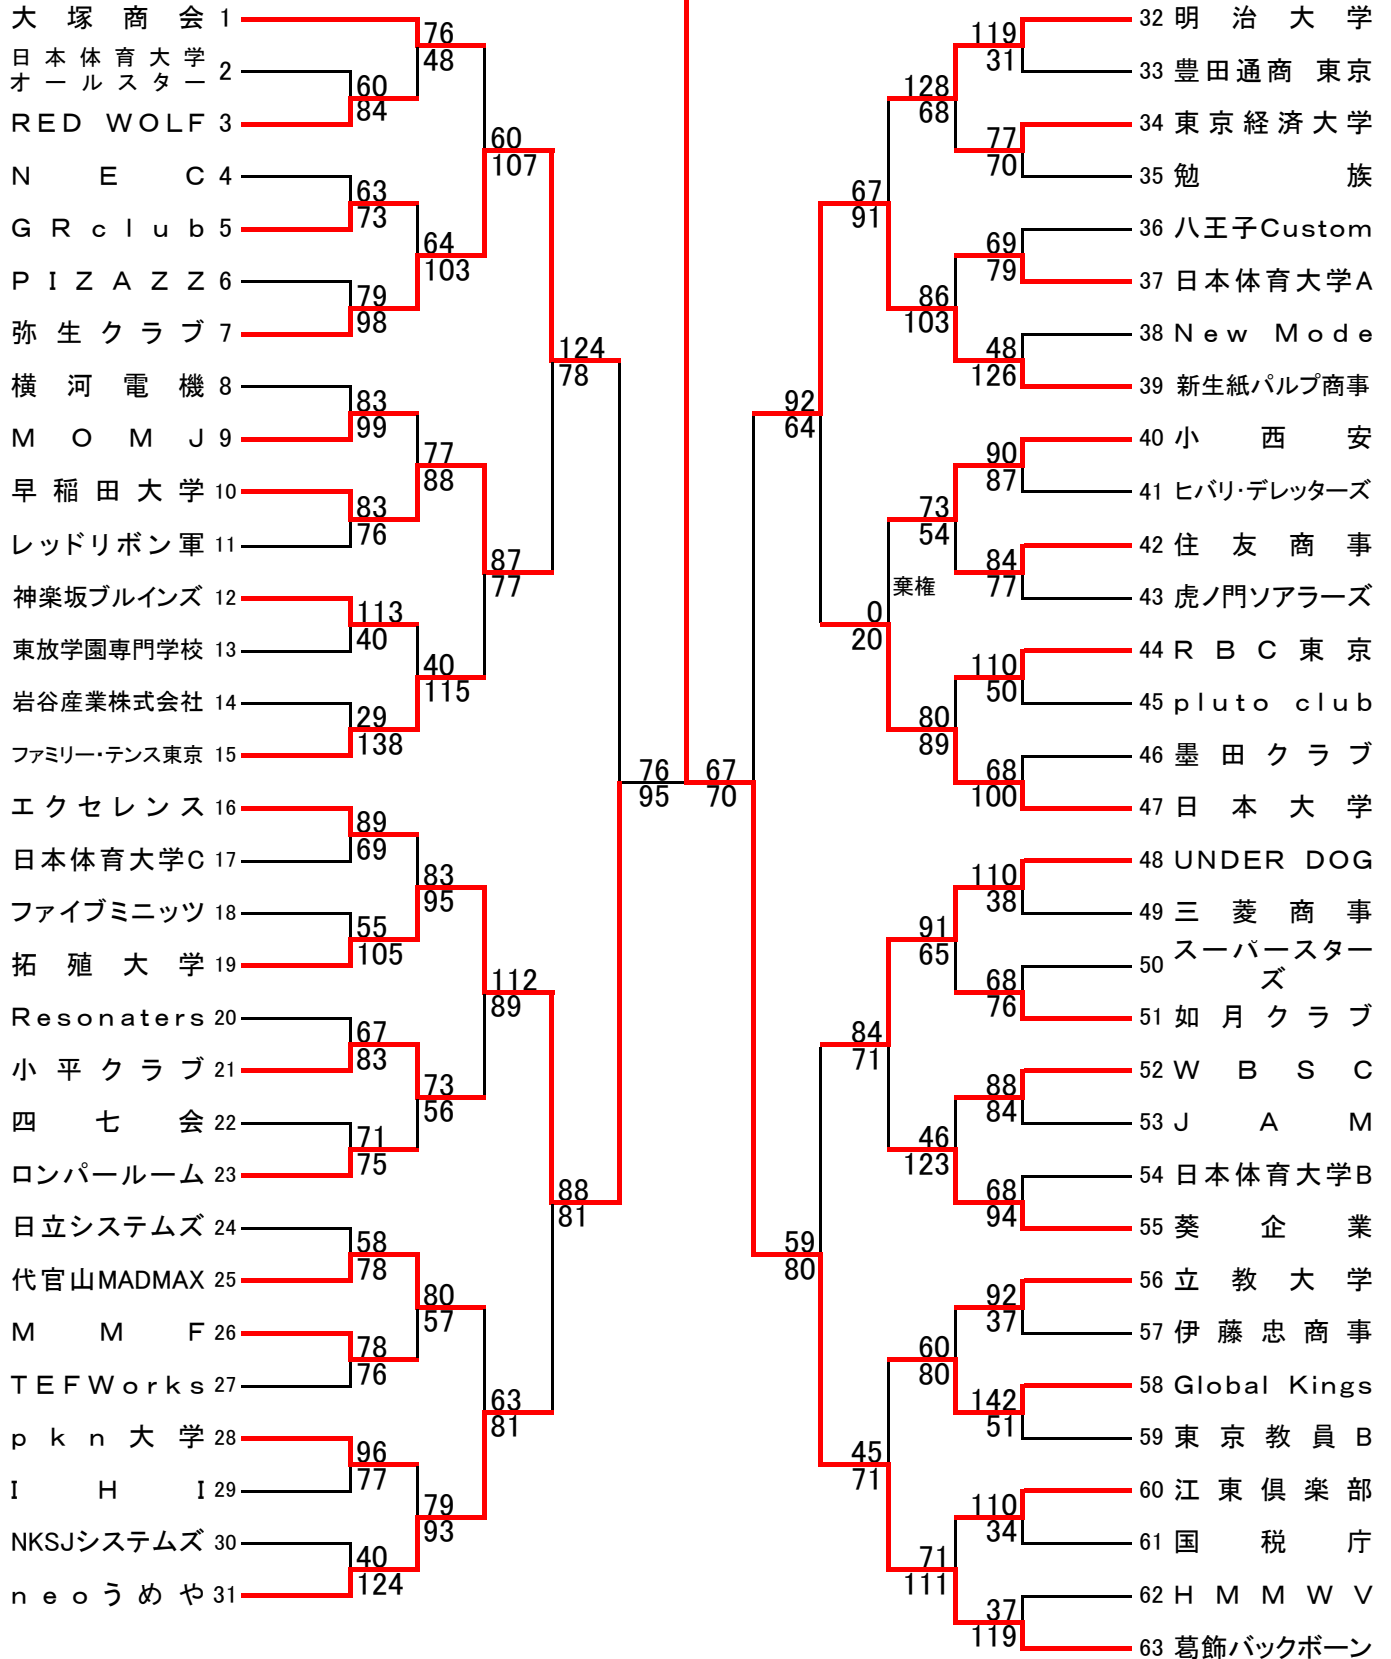 大塚商会 1
日本体育大学
オールスター 2
RED WOLF 3
NEC 4
GRclub 5
PIZAZZ 6
弥生クラブ 7
横河電機 8
MOMJ 9
早稲田大学 10
レッドリボン軍 11
神楽坂ブルインズ 12
東放学園専門学校 13
岩谷産業株式会社 14
ファミリー・テンス東京 15
エクセレンス 16
日本体育大学C 17
ファイブミニッツ 18
拓殖大学 19
Resonaters 20
小平クラブ 21
四七会 22
ロンパールーム 23
日立システムズ 24
代官山MADMAX 25
MMF 26
TEFWorks 27
pkn大学 28
IHI 29
NKSJシステムズ 30
neoうめや 31
60
84
63
73
79
98
83
99
83
76
113
40
29
138
89
69
55
105
67
83
71
75
58
78
78
76
96
77
40
124
76
48
64
103
77
88
40
115
83
95
73
56
80
57
79
93
60
107
87
77
112
89
63
81
124
78
88
81
76
95
67
70
92
64
59
80
67
91
棄権
0
20
84
71
45
71
128
68
86
103
73
54
80
89
91
65
46
123
60
80
71
111
119
31
77
70
69
79
48
126
90
87
84
77
110
50
68
100
110
38
68
76
88
84
68
94
92
37
142
51
110
34
37
119
32 明治大学
33 豊田通商 東京
34 東京経済大学
35 勉族
36 八王子Custom
37 日本体育大学A
38 New Mode
39 新生紙パルプ商事
40 小西安
41 ヒバリ・デレッターズ
42 住友商事
43 虎ノ門ソアラーズ
44 RBC東京
45 pluto club
46 墨田クラブ
47 日本大学
48 UNDER DOG
49 三菱商事
50 スーパースター
ズ
51 如月クラブ
52 WBSC
53 JAM
54 日本体育大学B
55 葵企業
56 立教大学
57 伊藤忠商事
58 Global Kings
59 東京教員B
60 江東倶楽部
61 国税庁
62 HMMWV
63 葛飾バックボーン